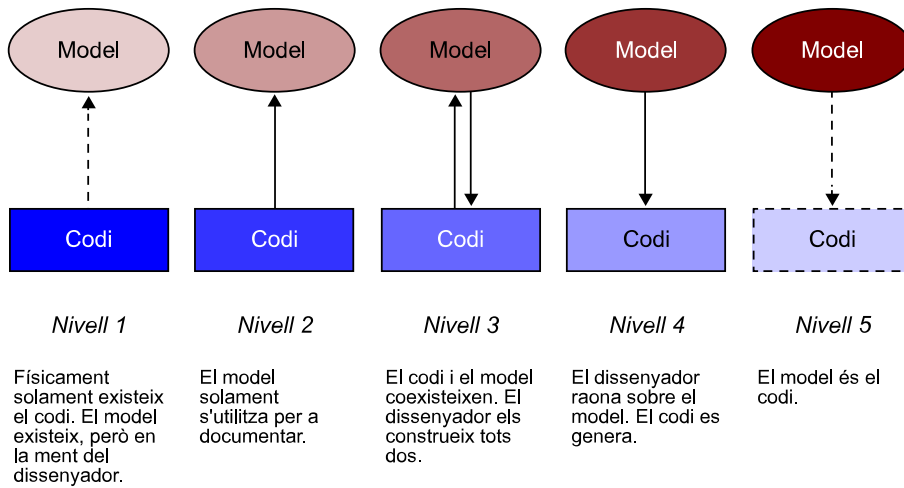 Model
Model
Model
Model
Model
Codi
Codi
Codi
Codi
Codi
Nivell 1
Nivell 2
Nivell 3
Nivell 4
Nivell 5
Físicament
solament existeix
el codi. El model
existeix, però en
la ment del
dissenyador.
El model
solament
s'utilitza per a
documentar.
El codi i el model
coexisteixen. El
dissenyador els
construeix tots
dos.
El dissenyador
raona sobre el
model. El codi es
genera.
El model és el
codi.